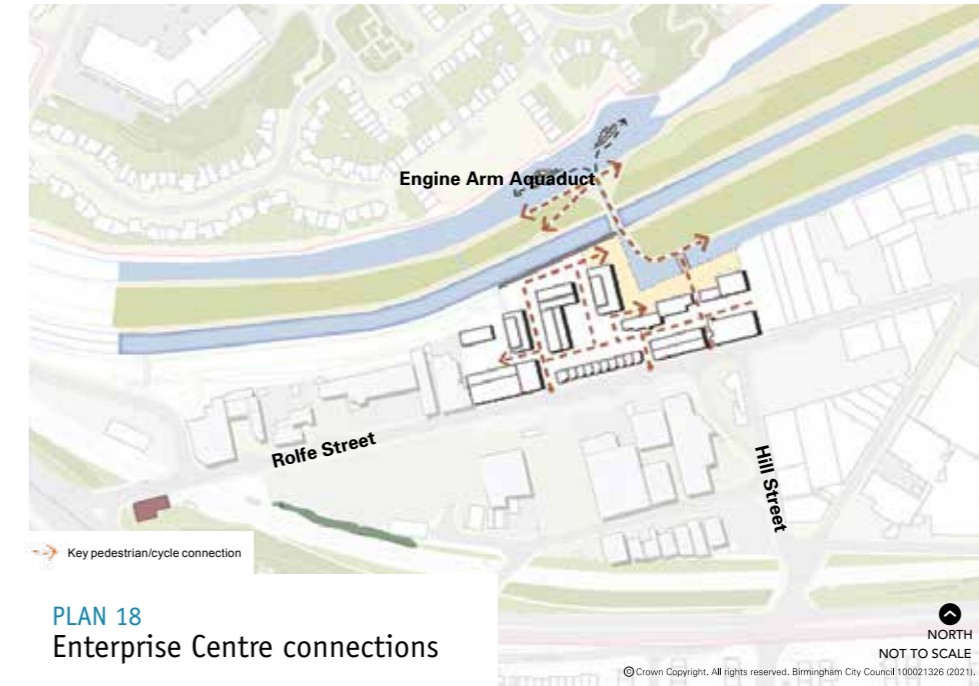 Engine Arm Aquaduct
Rolfe Street
Hill Street
Key pedestrian/cycle connection
PLAN 18
Enterprise Centre connections
NORTH
NOT TO SCALE
©Crown Copyright. All rights reserved. Birmingham City Council 100021326 (2021).